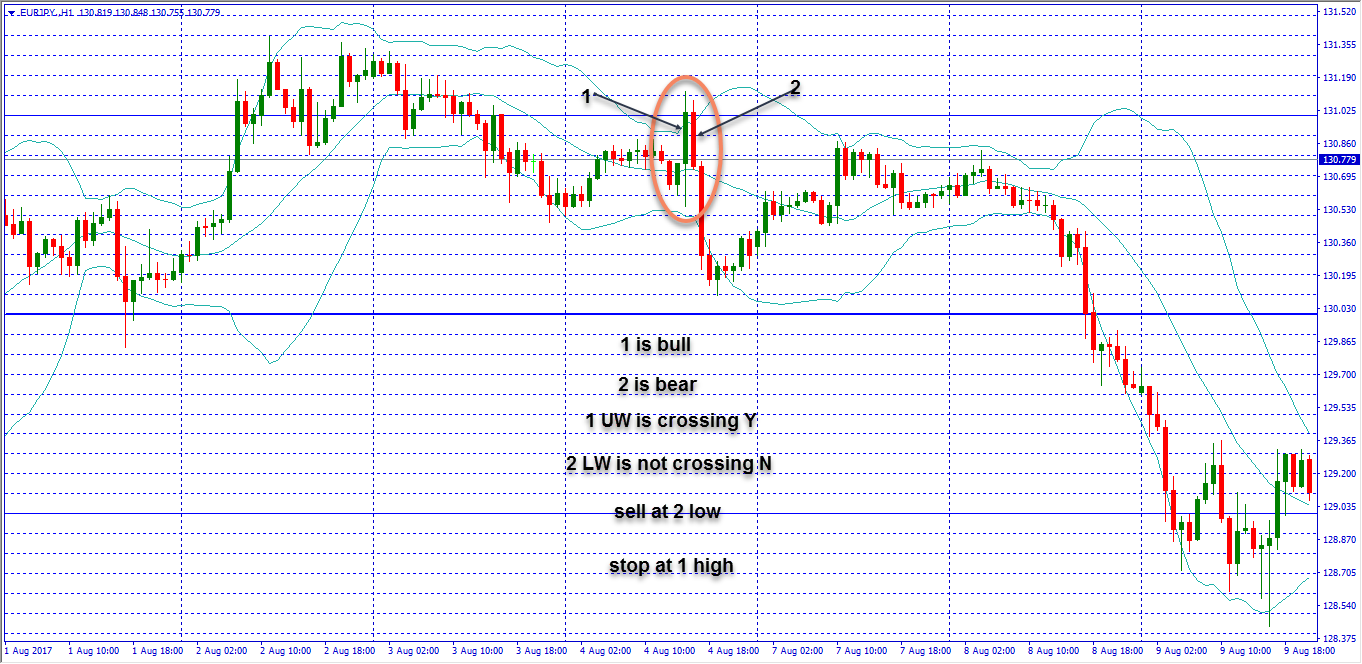 EURJPY.,H1 130.819 130.848 130.755 130.779
131.520
131.355
131.190
1
2
131.025
130.860
130.779
130.695
130.530
130.360
130.195
130.030
1 is bull
129.865
2 is bear
129.700
1 UW is crossing Y
129.535
129.365
2 LW is not crossing N
129.200
sell at 2 low
129.035
128.870
stop at 1 high
128.705
128.540
128.375
1 Aug 2017 1 Aug 10:00 1 Aug 18:00 2 Aug 02:00 2 Aug 10:00 2 Aug 18:00 3 Aug 02:00 3 Aug 10:00 3 Aug 18:00 4 Aug 02:00 4 Aug 10:00 4 Aug 18:00 7 Aug 02:00 7 Aug 10:00 7 Aug 18:00 8 Aug 02:00 8 Aug 10:00 8 Aug 18:00 9 Aug 02:00 9 Aug 10:00 9 Aug 18:00